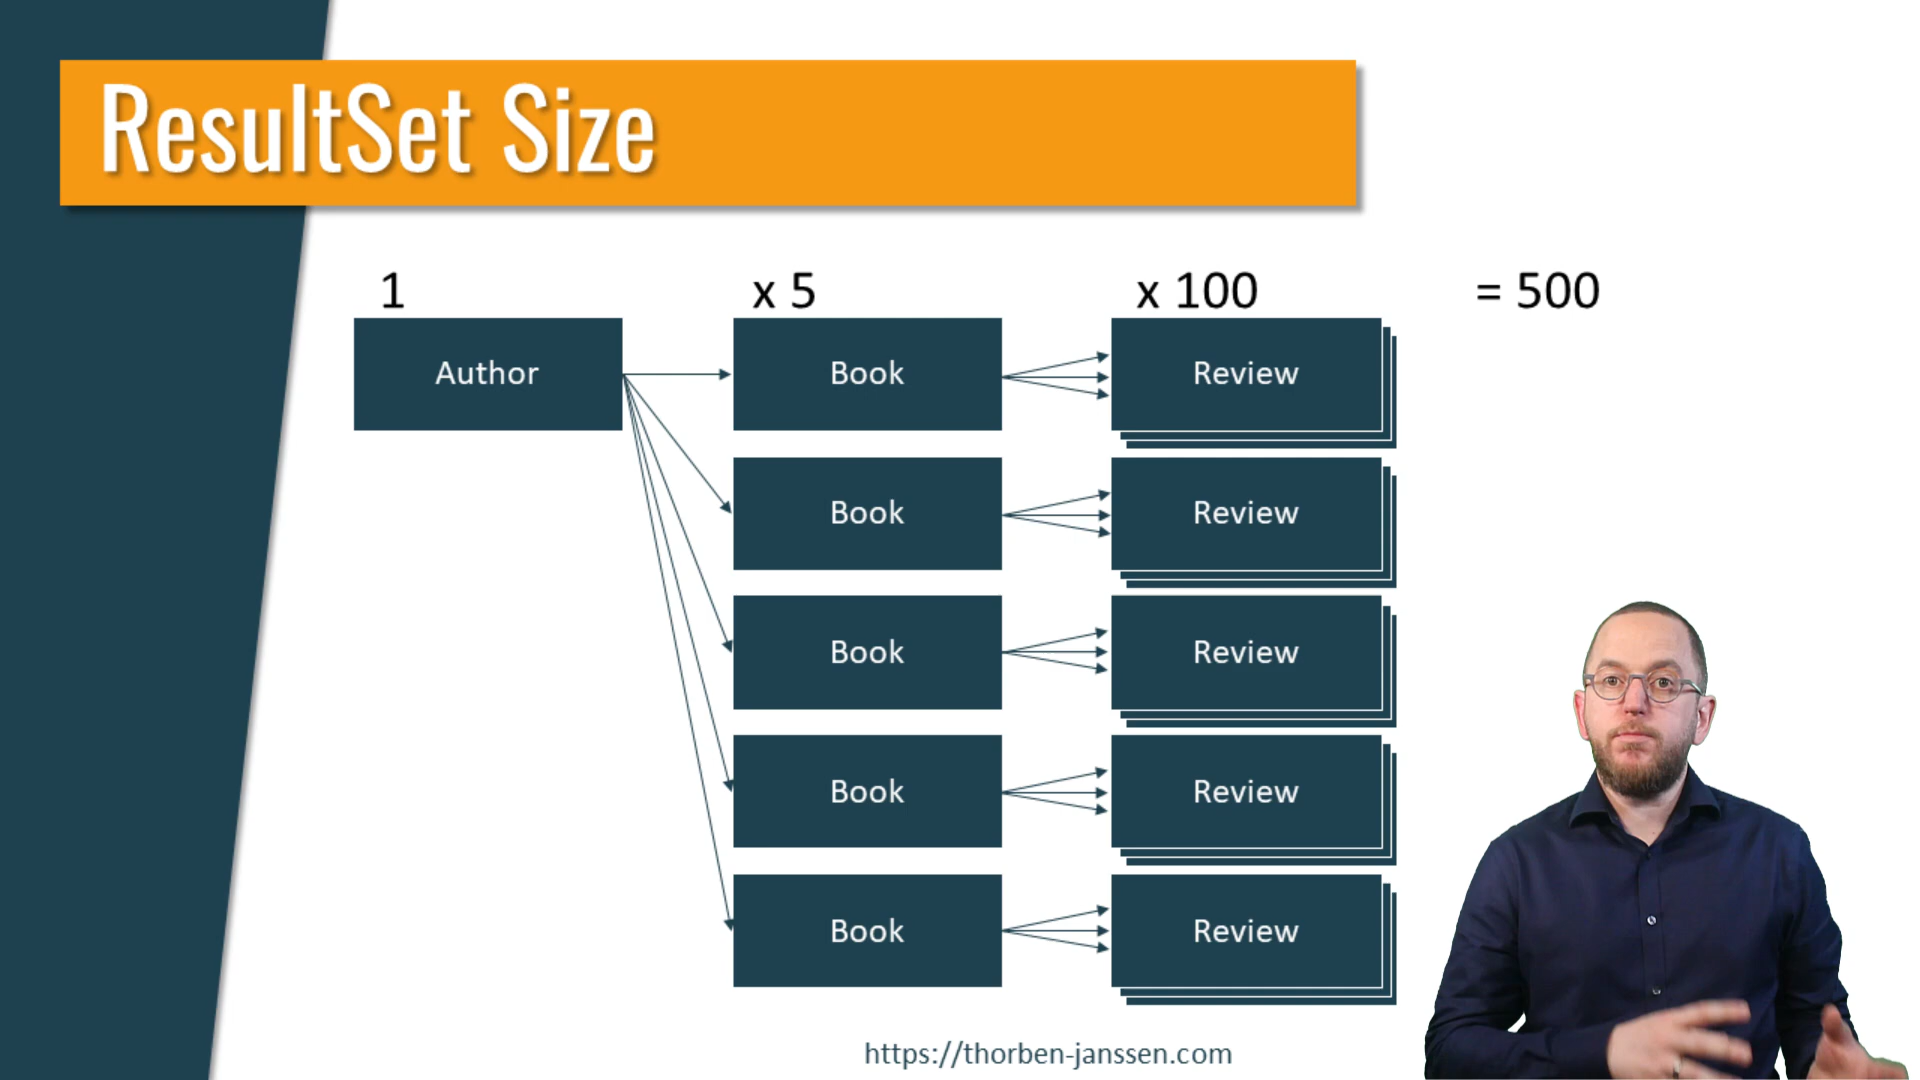 ResultSet Size
1 x 5 x 100 = 500
Author Book Review
Book Review
Book Review
Book Review
Book Review
https://thorben-janssen.com